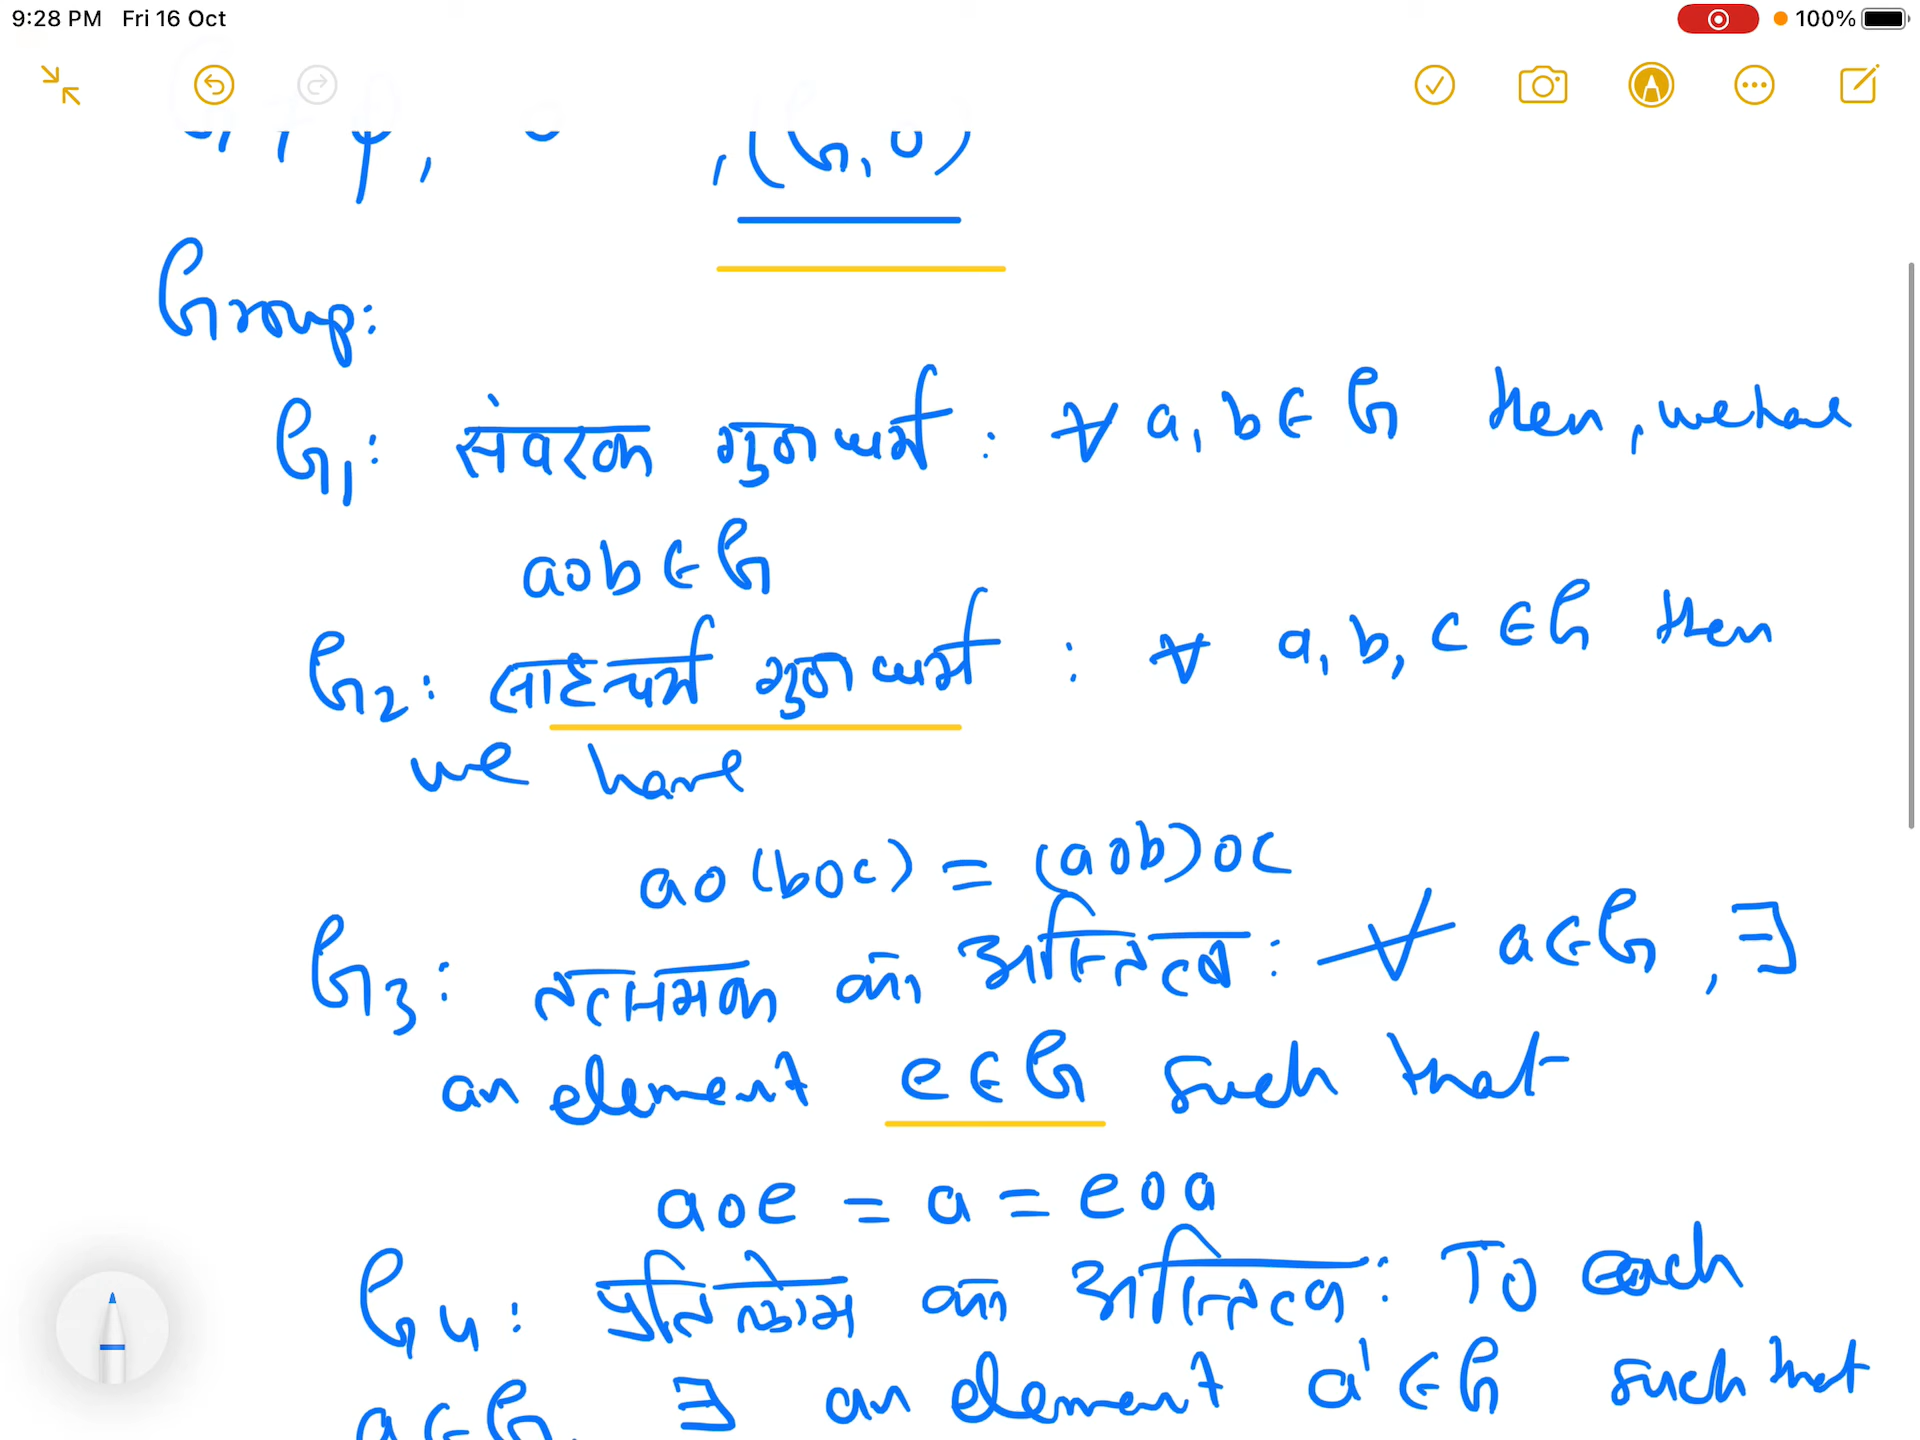 9:28 PM Fri 16 Oct 100%
G ≠ φ, o , (G, o)
Group:
G₁: संवरक गुणधर्म : ∀ a, b ∈ G then, we have
a o b ∈ G
G₂: साहचर्य गुणधर्म : ∀ a, b, c ∈ G then
we have
a o (b o c) = (a o b) o c
G₃: तत्समक का अस्तित्व : ∀ a ∈ G, ∃
an element e ∈ G such that
a o e = a = e o a
G₄: प्रतिलोम का अस्तित्व : To each
a ∈ G, ∃ an element a' ∈ G such that